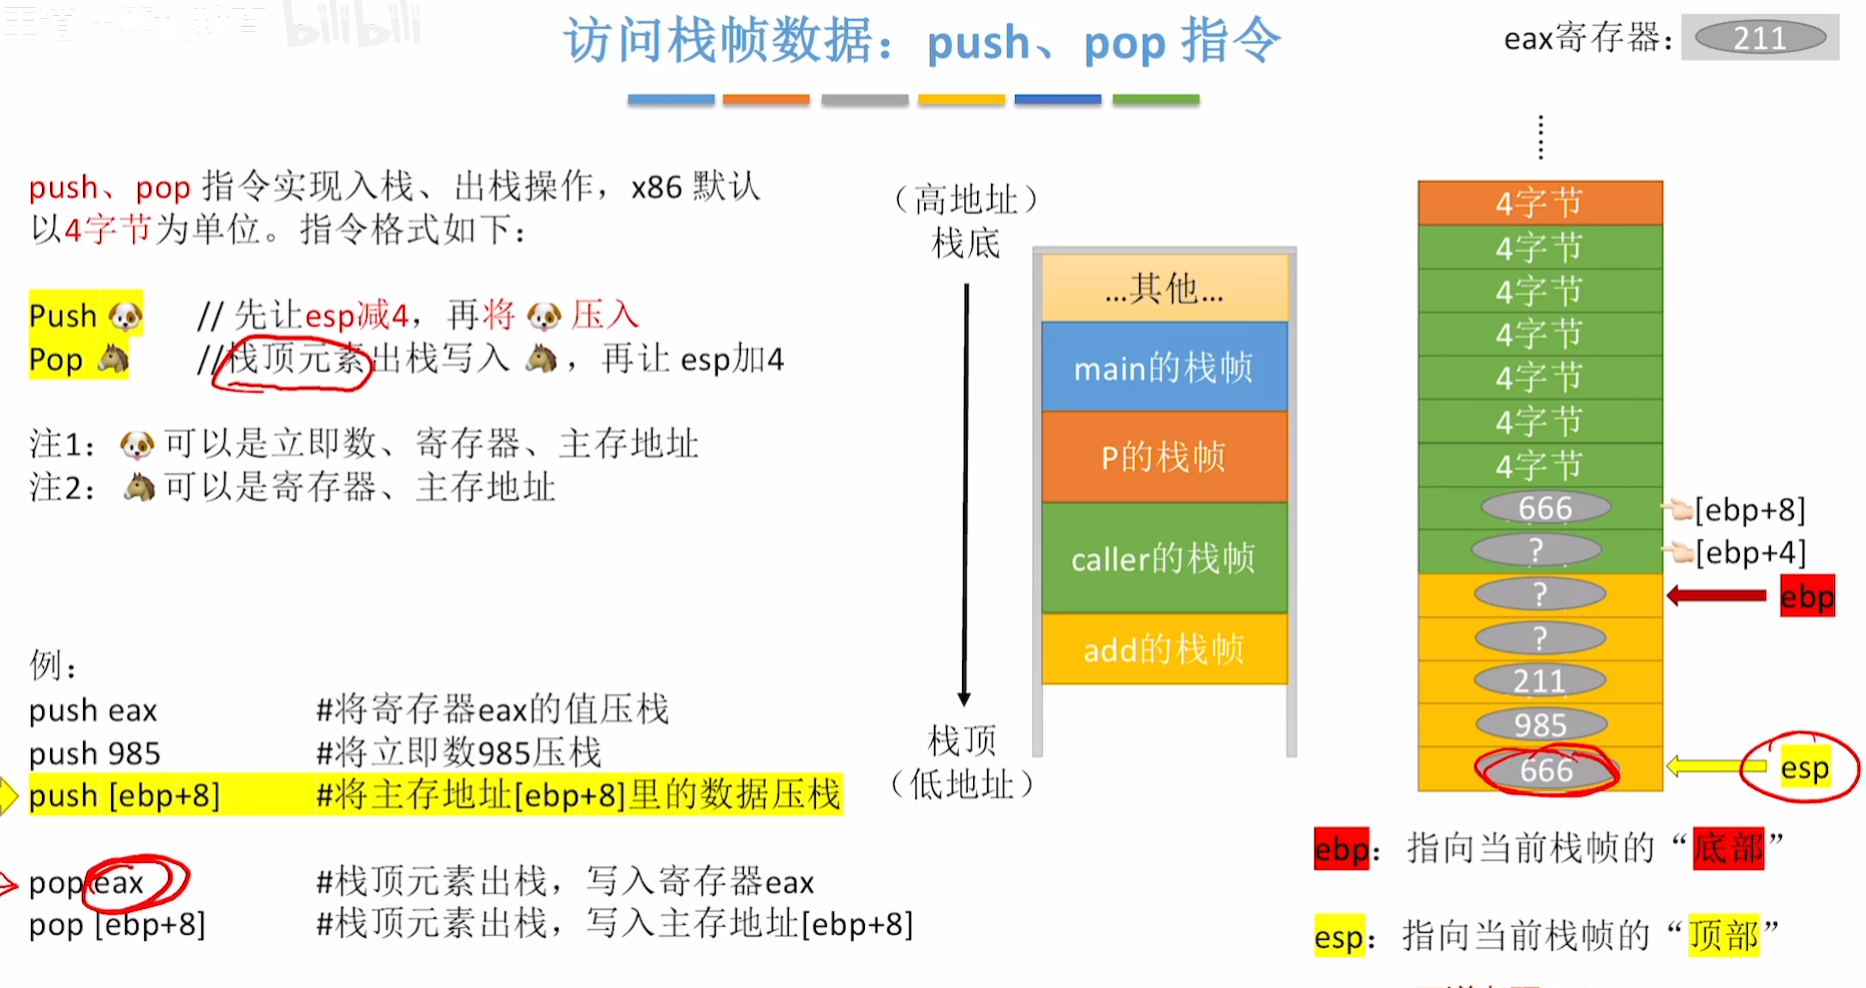 bilibili
访问栈帧数据：push、pop 指令
eax寄存器： 211
push、pop 指令实现入栈、出栈操作，x86 默认
以4字节为单位。指令格式如下：
Push 🐶 // 先让esp减4，再将 🐶 压入
Pop 🐴 //栈顶元素出栈写入 🐴 ，再让 esp加4
注1： 🐶 可以是立即数、寄存器、主存地址
注2： 🐴 可以是寄存器、主存地址
例：
push eax #将寄存器eax的值压栈
push 985 #将立即数985压栈
push [ebp+8] #将主存地址[ebp+8]里的数据压栈
pop eax #栈顶元素出栈，写入寄存器eax
pop [ebp+8] #栈顶元素出栈，写入主存地址[ebp+8]
（高地址）
栈底
...其他...
main的栈帧
P的栈帧
caller的栈帧
add的栈帧
栈顶
（低地址）
4字节
4字节
4字节
4字节
4字节
4字节
4字节
666 [ebp+8]
? [ebp+4]
? ebp
?
211
985
666 esp
ebp：指向当前栈帧的“底部”
esp：指向当前栈帧的“顶部”